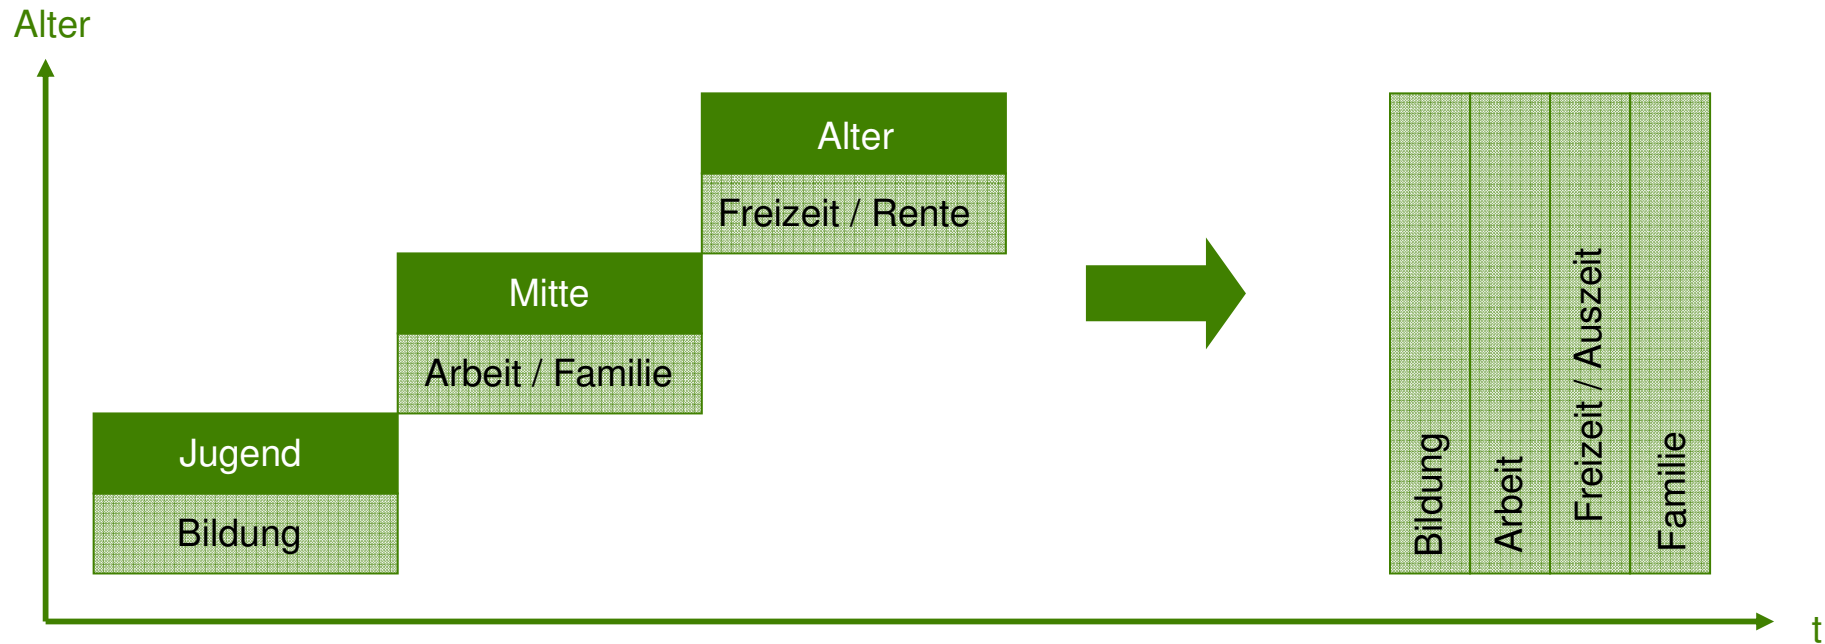 Alter
Alter
Freizeit / Rente
Mitte
Arbeit / Familie
Jugend
Bildung
Bildung
Arbeit
Freizeit / Auszeit
Familie
t